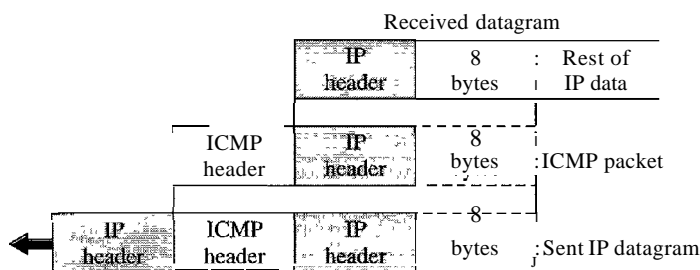 Received datagram
IP header
8 bytes
: Rest of IP data
ICMP header
IP header
8 bytes
:ICMP packet
IP header
ICMP header
IP header
8 bytes
:Sent IP datagram